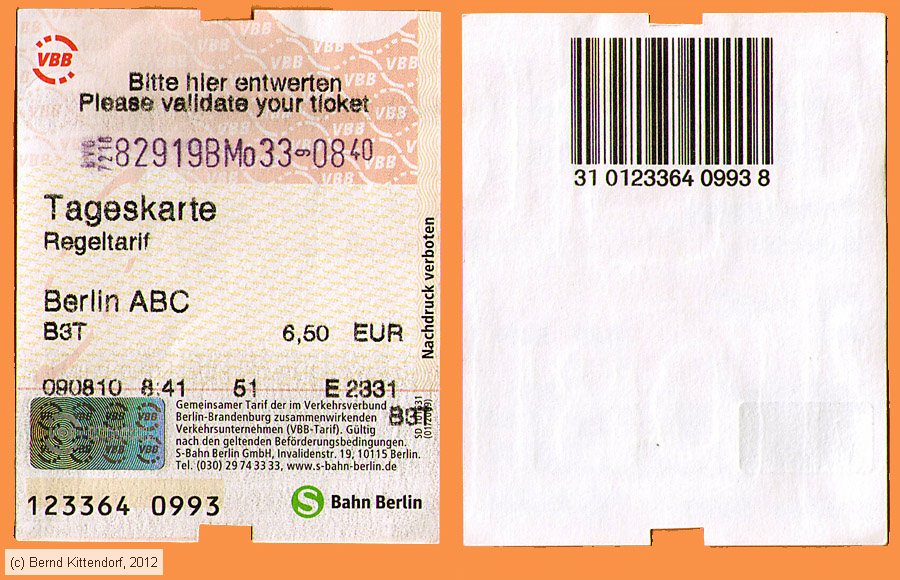 VBB
Bitte hier entwerten
Please validate your ticket
82919BMo33 0840
Tageskarte
Regeltarif
Berlin ABC
B3T 6,50 EUR
090810 8:41 51 E 2331
B3T
Gemeinsamer Tarif der im Verkehrsverbund
Berlin-Brandenburg zusammenwirkenden
Verkehrsunternehmen (VBB-Tarif). Gültig
nach den geltenden Beförderungsbedingungen.
S-Bahn Berlin GmbH, Invalidenstr. 19, 10115 Berlin.
Tel. (030) 29 74 33 33, www.s-bahn-berlin.de
123364 0993
S Bahn Berlin
Nachdruck verboten
31 0123364 0993 8
(c) Bernd Kittendorf, 2012